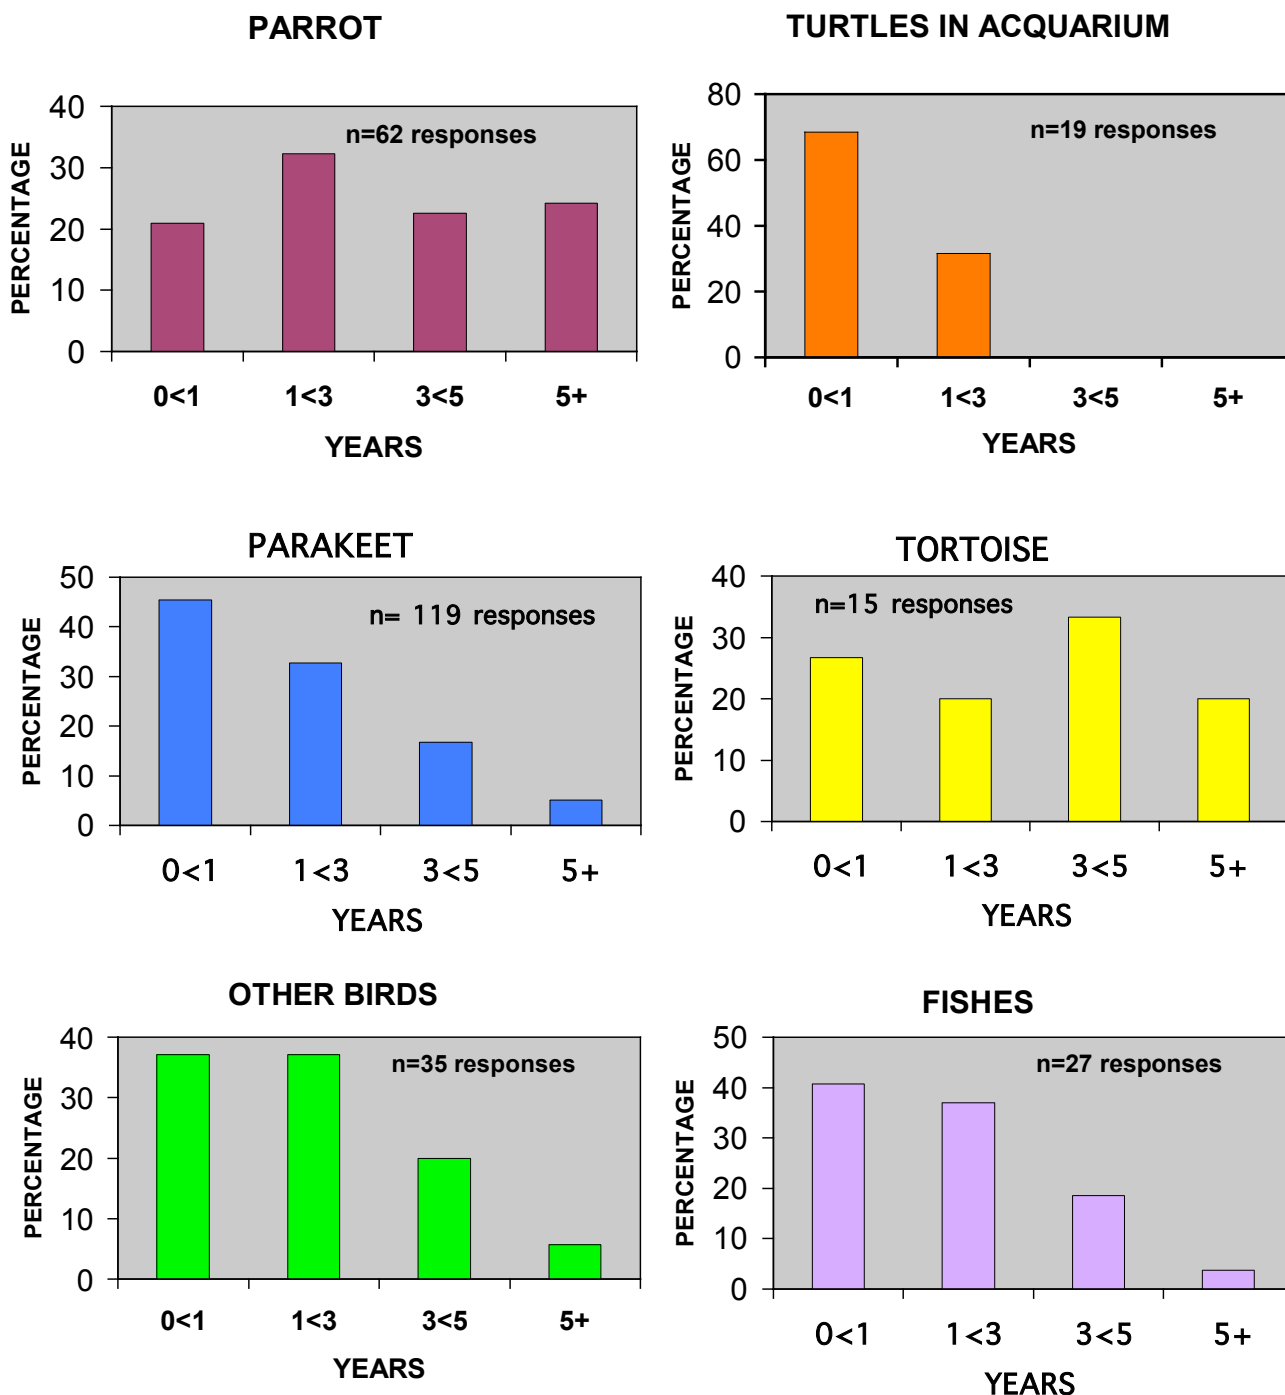 PARROT
PERCENTAGE
40
30
20
10
0
n=62 responses
0<1 1<3 3<5 5+
YEARS
TURTLES IN ACQUARIUM
PERCENTAGE
80
60
40
20
0
n=19 responses
0<1 1<3 3<5 5+
YEARS
PARAKEET
PERCENTAGE
50
40
30
20
10
0
n= 119 responses
0<1 1<3 3<5 5+
YEARS
TORTOISE
PERCENTAGE
40
30
20
10
0
n=15 responses
0<1 1<3 3<5 5+
YEARS
OTHER BIRDS
PERCENTAGE
40
30
20
10
0
n=35 responses
0<1 1<3 3<5 5+
YEARS
FISHES
PERCENTAGE
50
40
30
20
10
0
n=27 responses
0<1 1<3 3<5 5+
YEARS